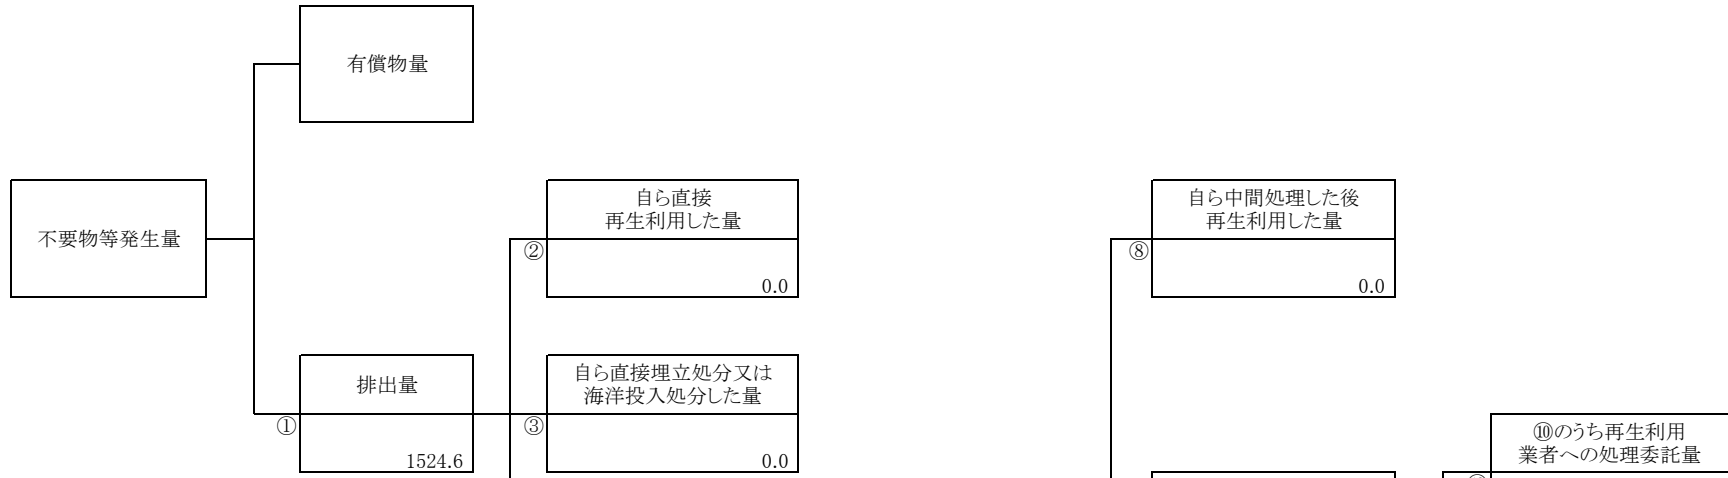 有償物量
不要物等発生量
自ら直接
再生利用した量
②
0.0
自ら中間処理した後
再生利用した量
⑧
0.0
排出量
①
1524.6
自ら直接埋立処分又は
海洋投入処分した量
③
0.0
⑩のうち再生利用
業者への処理委託量